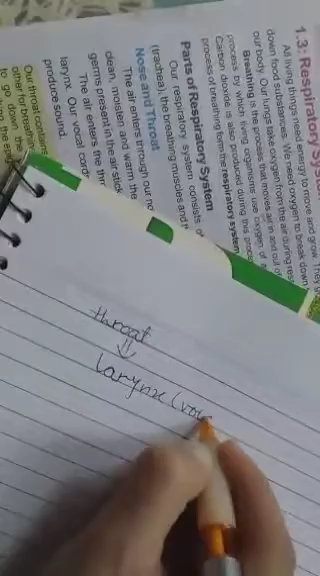 1.3: Respiratory Syste
All living things need energy to move and grow. They
down food substances. We need oxygen to break down
our body. Our lungs take oxygen from the air during res
Breathing is the process that moves air in and out of
process by which living organisms use oxygen
Carbon dioxide is also produced during this proce
process of breathing form the respiratory system
Parts of Respiratory System
Our respiratory system consists of
(trachea), the breathing muscles and
Nose and Throat
The air enters through our no
clean, moisten and warm the
germs present in the air stick
The air enters the thr
larynx. Our vocal cord
produce sound.
Our throat contains
other for breathin
to go down the
throat
larynx (vo